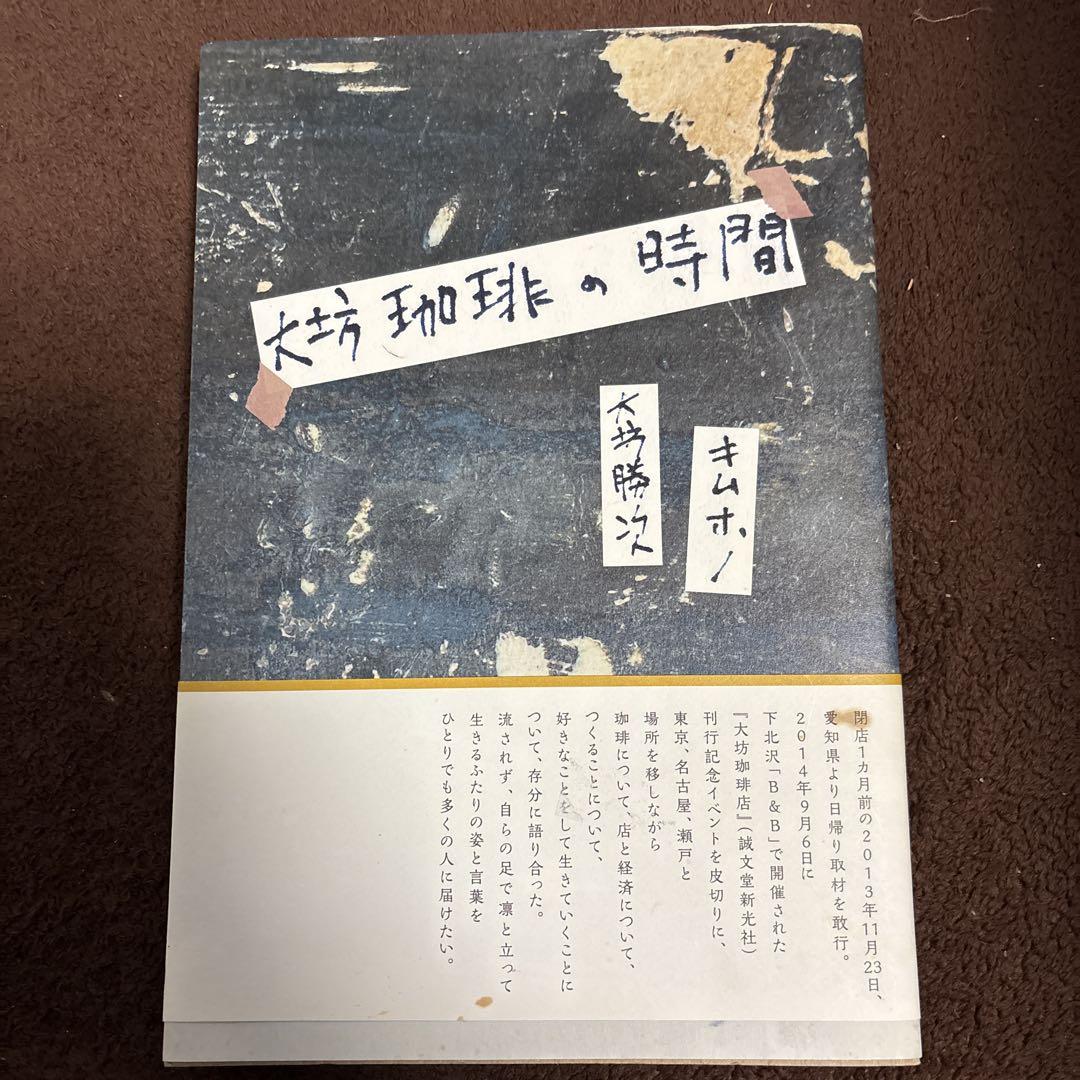 大坊珈琲の時間
キムホノ
大坊勝次
閉店1カ月前の2013年11月23日、
愛知県より日帰り取材を敢行。
2014年9月6日に
下北沢「B&B」で開催された
『大坊珈琲店』(誠文堂新光社)
刊行記念イベントを皮切りに、
東京、名古屋、瀬戸と
場所を移しながら
珈琲について、店と経済について、
つくることについて、
好きなことをして生きていくことに
ついて、存分に語り合った。
流されず、自らの足で凛と立って
生きるふたりの姿と言葉を
ひとりでも多くの人に届けたい。